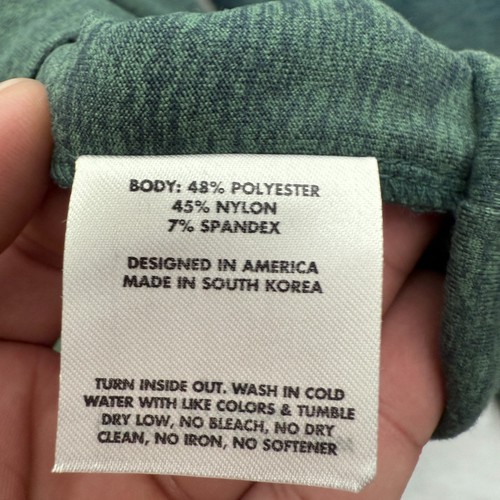 BODY: 48% POLYESTER
45% NYLON
7% SPANDEX
DESIGNED IN AMERICA
MADE IN SOUTH KOREA
TURN INSIDE OUT. WASH IN COLD
WATER WITH LIKE COLORS & TUMBLE
DRY LOW, NO BLEACH, NO DRY
CLEAN, NO IRON, NO SOFTENER